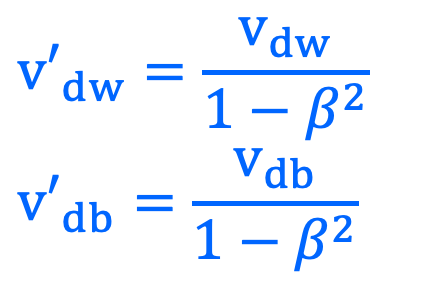 v′dw = vdw / (1 − β²)
v′db = vdb / (1 − β²)